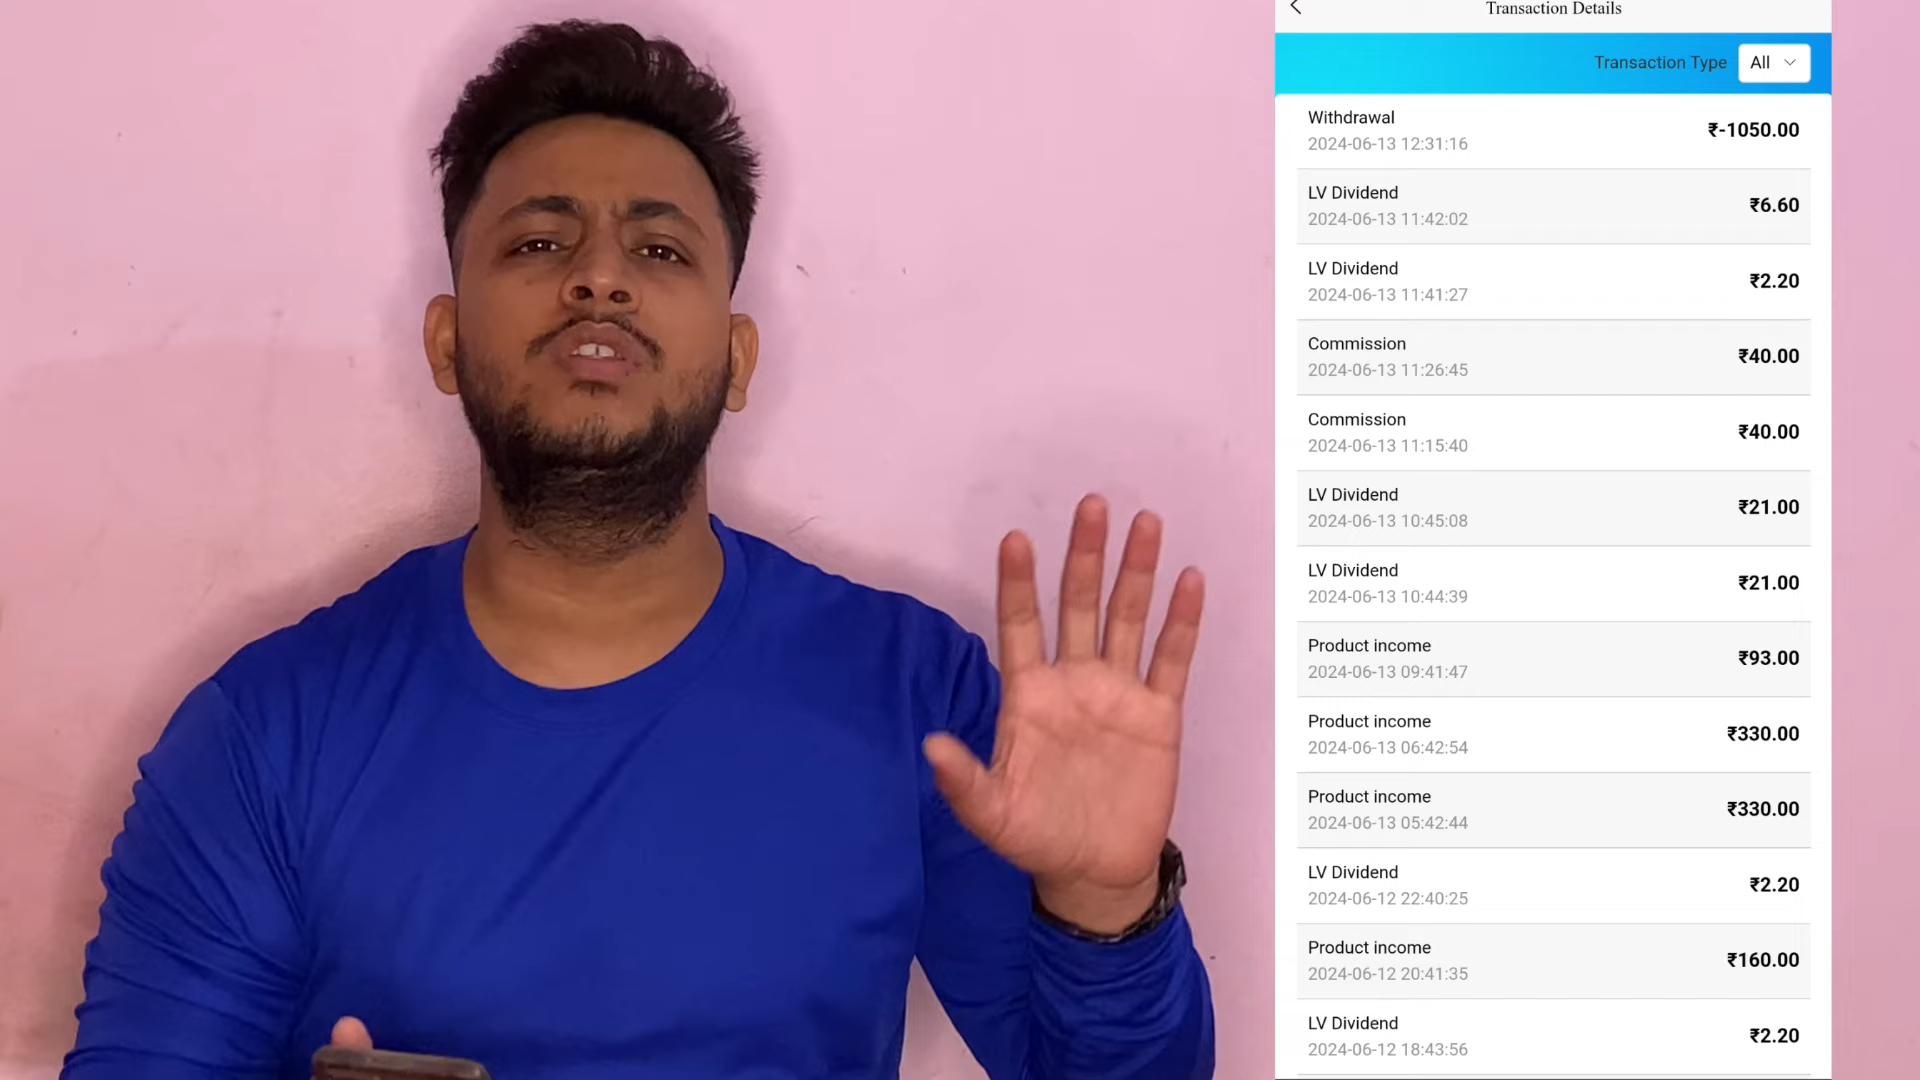 Transaction Details
Transaction Type All
Withdrawal
2024-06-13 12:31:16
₹-1050.00
LV Dividend
2024-06-13 11:42:02
₹6.60
LV Dividend
2024-06-13 11:41:27
₹2.20
Commission
2024-06-13 11:26:45
₹40.00
Commission
2024-06-13 11:15:40
₹40.00
LV Dividend
2024-06-13 10:45:08
₹21.00
LV Dividend
2024-06-13 10:44:39
₹21.00
Product income
2024-06-13 09:41:47
₹93.00
Product income
2024-06-13 06:42:54
₹330.00
Product income
2024-06-13 05:42:44
₹330.00
LV Dividend
2024-06-12 22:40:25
₹2.20
Product income
2024-06-12 20:41:35
₹160.00
LV Dividend
2024-06-12 18:43:56
₹2.20